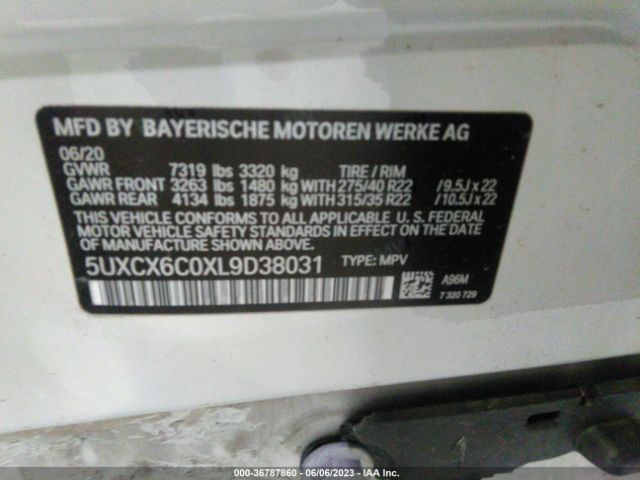 MFD BY BAYERISCHE MOTOREN WERKE AG
06/20
GVWR 7319 lbs 3320 kg TIRE / RIM
GAWR FRONT 3263 lbs 1480 kg WITH 275/40 R22 / 9.5J x 22
GAWR REAR 4134 lbs 1875 kg WITH 315/35 R22 / 10.5J x 22
THIS VEHICLE CONFORMS TO ALL APPLICABLE U. S. FEDERAL
MOTOR VEHICLE SAFETY STANDARDS IN EFFECT ON THE
DATE OF MANUFACTURE SHOWN ABOVE.
5UXCX6C0XL9D38031 TYPE: MPV
A96M
7 320 729
000-36787860 - 06/06/2023 - IAA Inc.